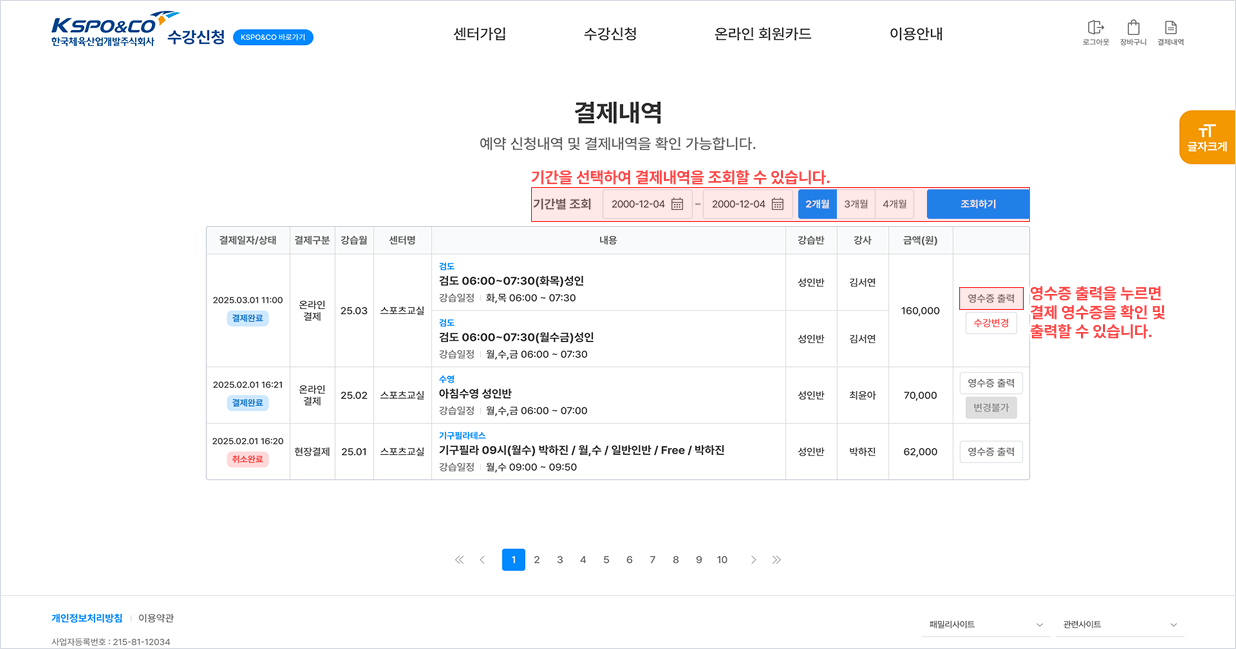 KSPO&CO
한국체육산업개발주식회사
수강신청
KSPO&CO 바로가기
센터가입
수강신청
온라인 회원카드
이용안내
로그아웃
장바구니
결제내역
결제내역
예약 신청내역 및 결제내역을 확인 가능합니다.
TT
글자크게
기간을 선택하여 결제내역을 조회할 수 있습니다.
기간별 조회 2000-12-04 – 2000-12-04 2개월 3개월 4개월 조회하기
결제일자/상태 결제구분 강습월 센터명 내용 강습반 강사 금액(원)
2025.03.01 11:00
결제완료
온라인
결제
25.03
스포츠교실
검도
검도 06:00~07:30(화목)성인
강습일정 화,목 06:00 ~ 07:30
성인반
김서연
검도
검도 06:00~07:30(월수금)성인
강습일정 월,수,금 06:00 ~ 07:30
성인반
김서연
160,000
영수증 출력
수강변경
영수증 출력을 누르면
결제 영수증을 확인 및
출력할 수 있습니다.
2025.02.01 16:21
결제완료
온라인
결제
25.02
스포츠교실
수영
아침수영 성인반
강습일정 월,수,금 06:00 ~ 07:00
성인반
최윤아
70,000
영수증 출력
변경불가
2025.02.01 16:20
취소완료
현장결제
25.01
스포츠교실
기구필라테스
기구필라 09시(월수) 박하진 / 월,수 / 일반인반 / Free / 박하진
강습일정 월,수 09:00 ~ 09:50
성인반
박하진
62,000
영수증 출력
1 2 3 4 5 6 7 8 9 10
개인정보처리방침 이용약관
사업자등록번호 : 215-81-12034
패밀리사이트
관련사이트